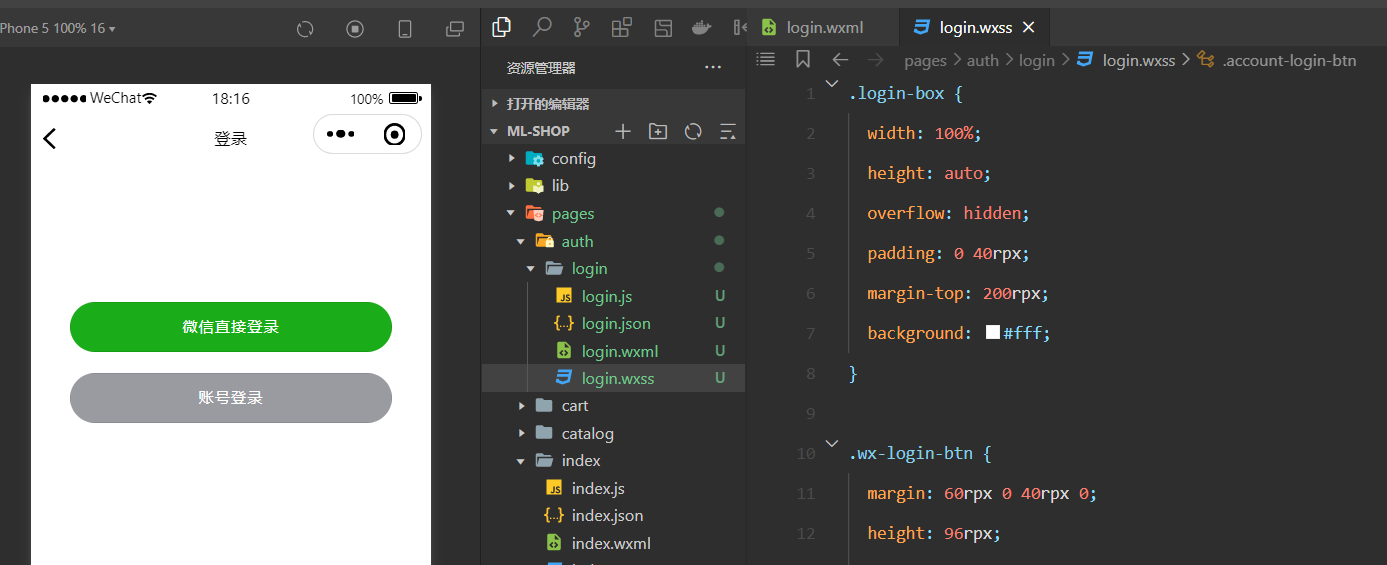 Phone 5 100% 16
WeChat 18:16 100%
登录
微信直接登录
账号登录
资源管理器
打开的编辑器
ML-SHOP
config
lib
pages
auth
login
login.js U
login.json U
login.wxml U
login.wxss U
cart
catalog
index
index.js
index.json
index.wxml
login.wxml login.wxss
pages > auth > login > login.wxss > .account-login-btn
1 .login-box {
2 width: 100%;
3 height: auto;
4 overflow: hidden;
5 padding: 0 40rpx;
6 margin-top: 200rpx;
7 background: #fff;
8 }
9
10 .wx-login-btn {
11 margin: 60rpx 0 40rpx 0;
12 height: 96rpx;